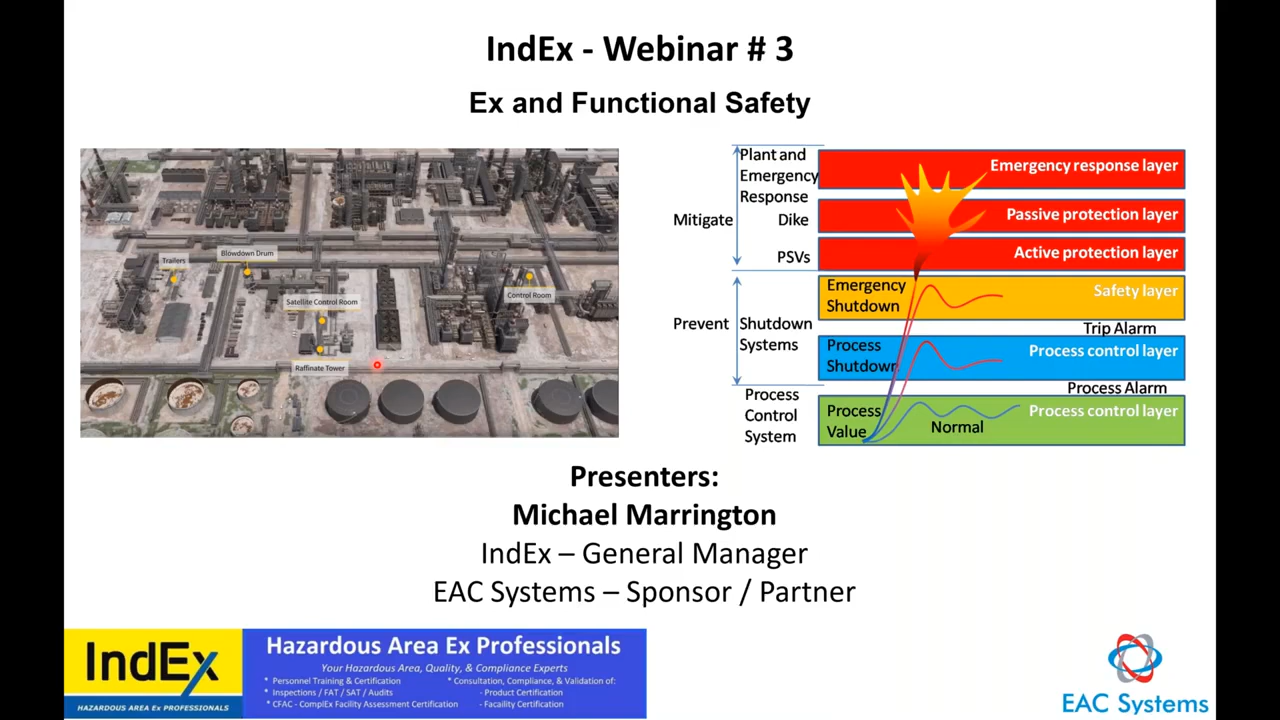 IndEx - Webinar # 3
Ex and Functional Safety
Trailers
Blowdown Drum
Satellite Control Room
Control Room
Raffinate Tower
Mitigate
Plant and
Emergency
Response
Dike
PSVs
Prevent
Shutdown
Systems
Process
Control
System
Emergency response layer
Passive protection layer
Active protection layer
Emergency
Shutdown
Safety layer
Trip Alarm
Process
Shutdown
Process control layer
Process Alarm
Process
Value
Normal
Process control layer
Presenters:
Michael Marrington
IndEx – General Manager
EAC Systems – Sponsor / Partner
IndEx
HAZARDOUS AREA EX PROFESSIONALS
Hazardous Area Ex Professionals
Your Hazardous Area, Quality, & Compliance Experts
* Personnel Training & Certification
* Inspections / FAT / SAT / Audits
* CFAC - ComplEx Facility Assessment Certification
* Consultation, Compliance, & Validation of:
- Product Certification
- Facaility Certification
EAC Systems